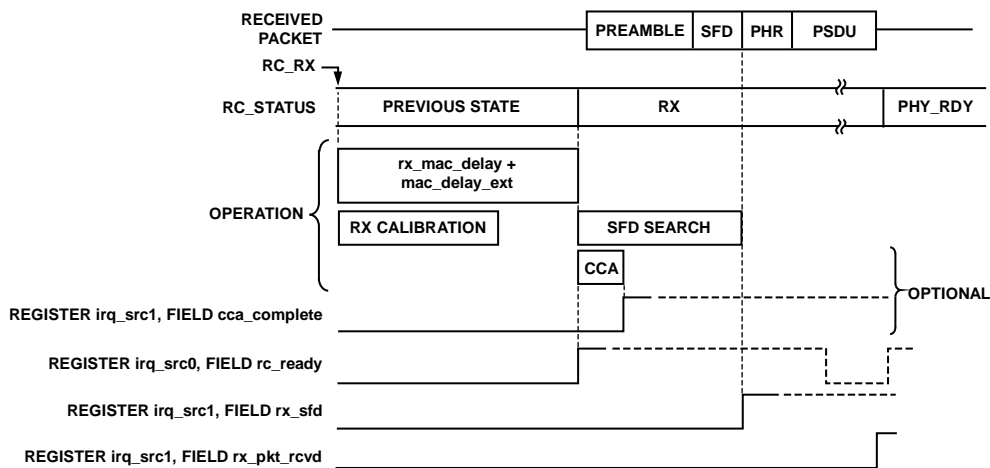 RECEIVED
PACKET
PREAMBLE SFD PHR PSDU
RC_RX
RC_STATUS PREVIOUS STATE RX PHY_RDY
rx_mac_delay +
mac_delay_ext
OPERATION
RX CALIBRATION SFD SEARCH
CCA
OPTIONAL
REGISTER irq_src1, FIELD cca_complete
REGISTER irq_src0, FIELD rc_ready
REGISTER irq_src1, FIELD rx_sfd
REGISTER irq_src1, FIELD rx_pkt_rcvd